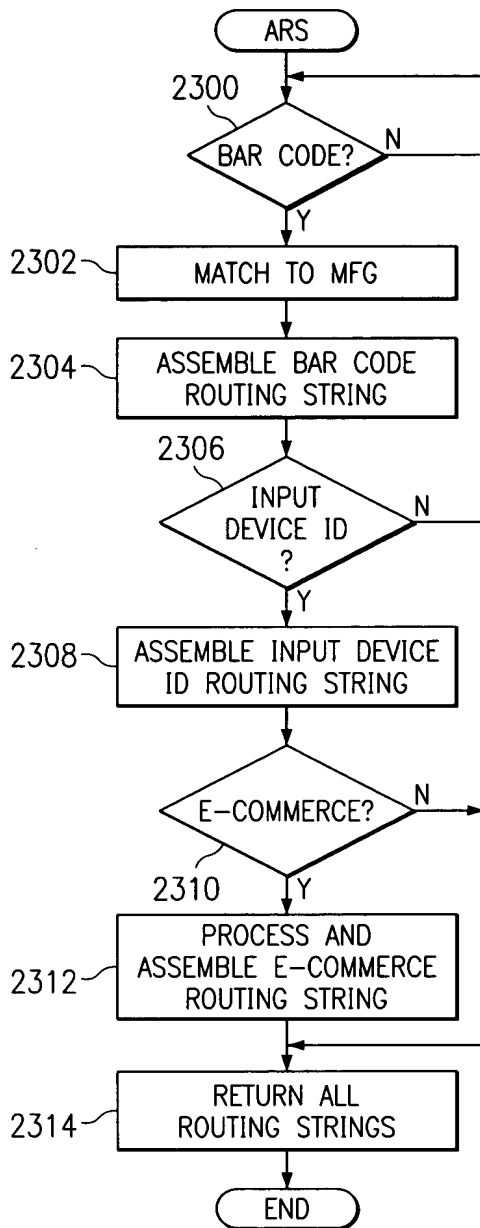 ARS
2300
BAR CODE?
N
Y
2302
MATCH TO MFG
2304
ASSEMBLE BAR CODE
ROUTING STRING
2306
INPUT
DEVICE ID
?
N
Y
2308
ASSEMBLE INPUT DEVICE
ID ROUTING STRING
E-COMMERCE?
N
2310
Y
2312
PROCESS AND
ASSEMBLE E-COMMERCE
ROUTING STRING
2314
RETURN ALL
ROUTING STRINGS
END